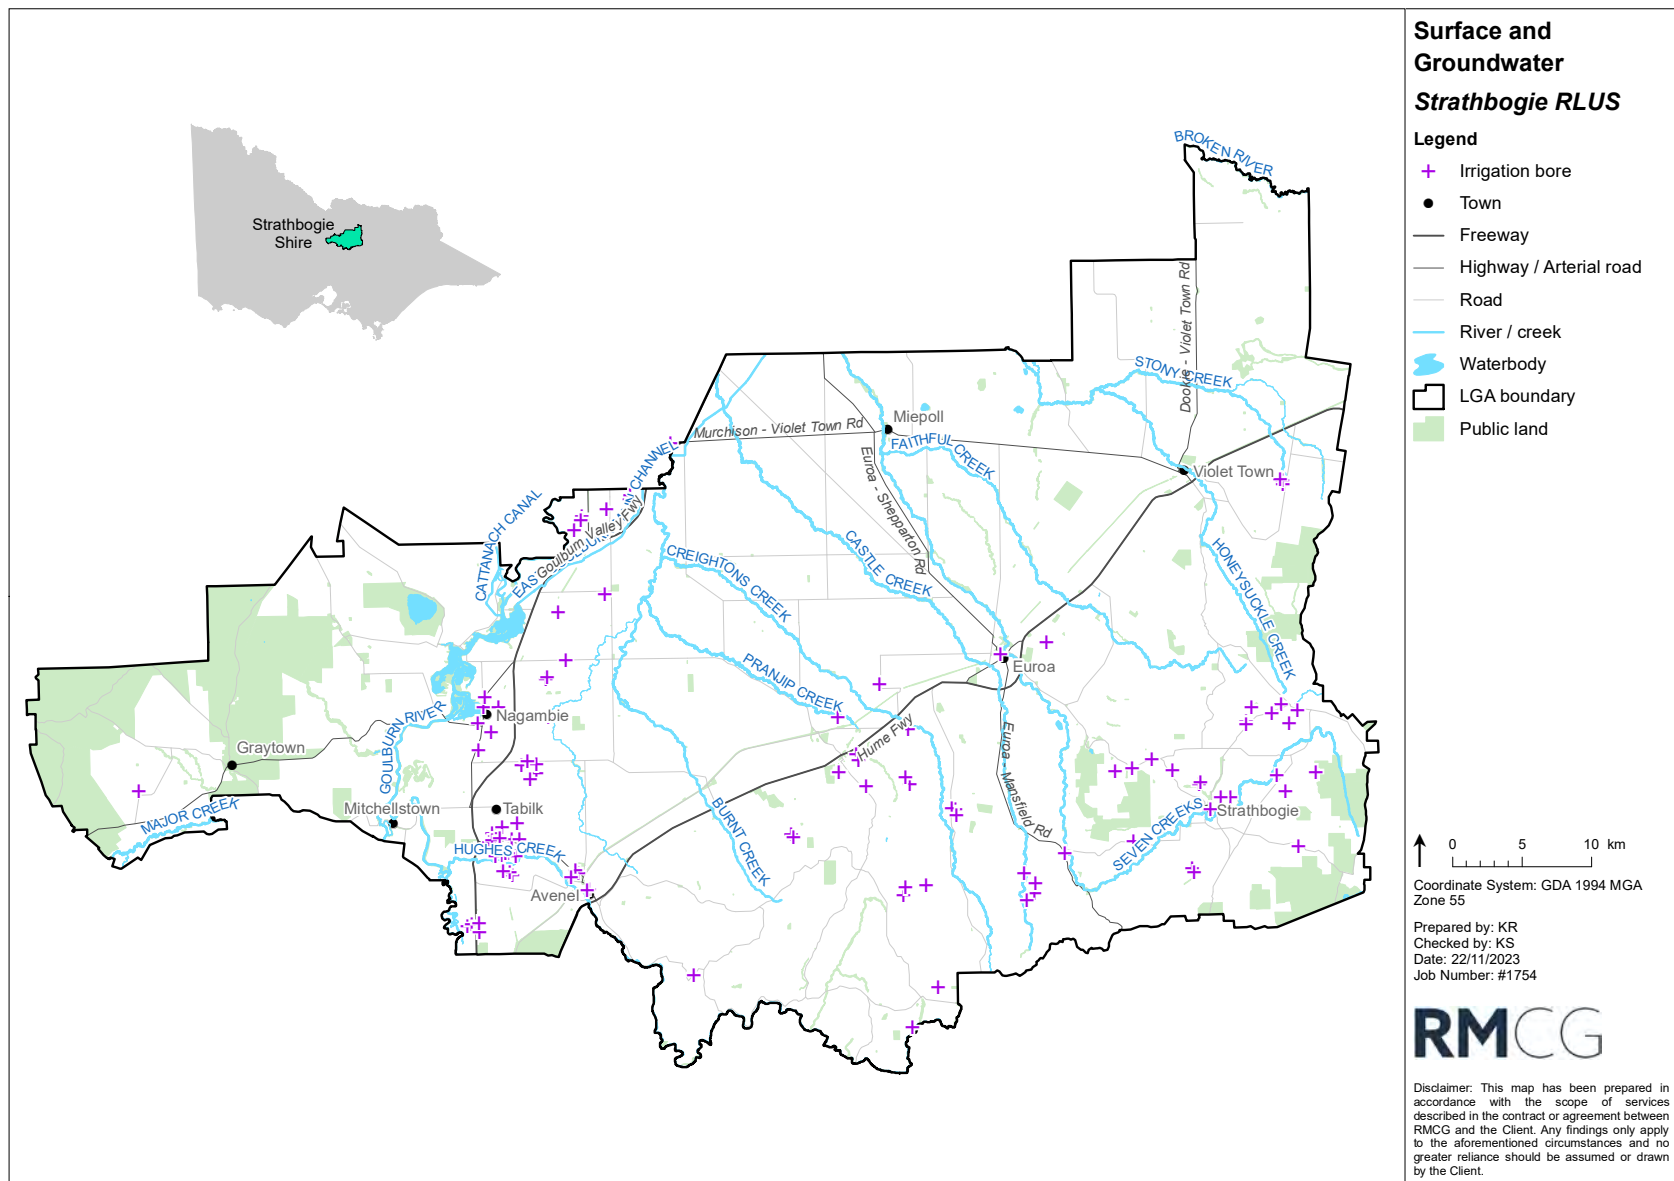 Surface and
Groundwater
Strathbogie RLUS
Legend
Irrigation bore
Town
Freeway
Highway / Arterial road
Road
River / creek
Waterbody
LGA boundary
Public land
0 5 10 km
Coordinate System: GDA 1994 MGA
Zone 55
Prepared by: KR
Checked by: KS
Date: 22/11/2023
Job Number: #1754
RMCG
Disclaimer: This map has been prepared in
accordance with the scope of services
described in the contract or agreement between
RMCG and the Client. Any findings only apply
to the aforementioned circumstances and no
greater reliance should be assumed or drawn
by the Client.
Strathbogie
Shire
BROKEN RIVER
Dookie - Violet Town Rd
STONY CREEK
Miepoll
Murchison - Violet Town Rd
FAITHFUL CREEK
Violet Town
Euroa - Shepparton Rd
CATTANACH CANAL
EAST GOULBURN MAIN CHANNEL
Goulburn Valley Fwy
CREIGHTONS CREEK
CASTLE CREEK
HONEYSUCKLE CREEK
PRANJIP CREEK
Euroa
Nagambie
GOULBURN RIVER
Graytown
Hume Fwy
Euroa - Mansfield Rd
MAJOR CREEK
Mitchellstown
Tabilk
BURNT CREEK
Strathbogie
SEVEN CREEKS
HUGHES CREEK
Avenel